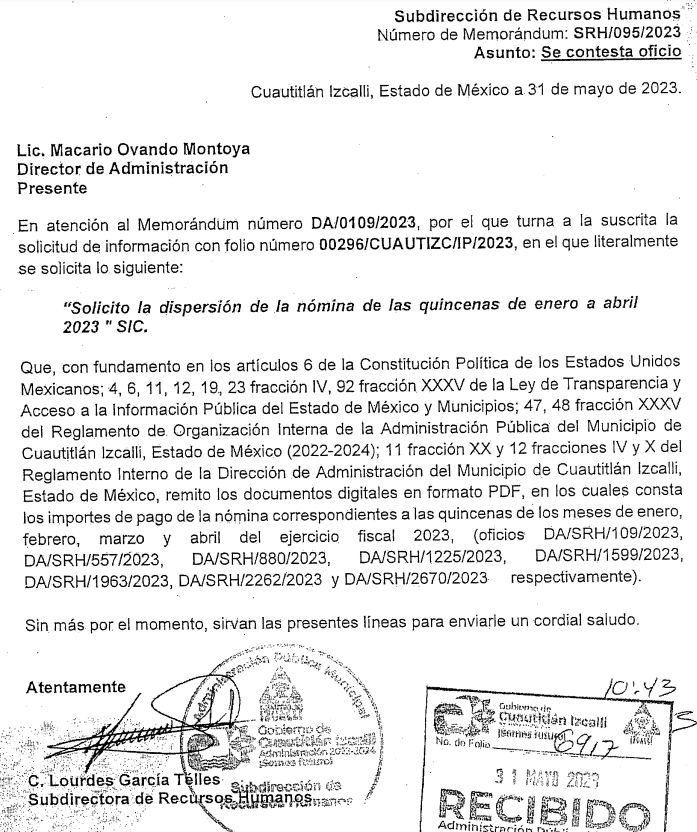 Subdirección de Recursos Humanos
Número de Memorándum: SRH/095/2023
Asunto: Se contesta oficio
Cuautitlán Izcalli, Estado de México a 31 de mayo de 2023.
Lic. Macario Ovando Montoya
Director de Administración
Presente
En atención al Memorándum número DA/0109/2023, por el que turna a la suscrita la
solicitud de información con folio número 00296/CUAUTIZC/IP/2023, en el que literalmente
se solicita lo siguiente:
"Solicito la dispersión de la nómina de las quincenas de enero a abril
2023 " SIC.
Que, con fundamento en los artículos 6 de la Constitución Política de los Estados Unidos
Mexicanos; 4, 6, 11, 12, 19, 23 fracción IV, 92 fracción XXXV de la Ley de Transparencia y
Acceso a la Información Pública del Estado de México y Municipios; 47, 48 fracción XXXV
del Reglamento de Organización Interna de la Administración Pública del Municipio de
Cuautitlán Izcalli, Estado de México (2022-2024); 11 fracción XX y 12 fracciones IV y X del
Reglamento Interno de la Dirección de Administración del Municipio de Cuautitlán Izcalli,
Estado de México, remito los documentos digitales en formato PDF, en los cuales consta
los importes de pago de la nómina correspondientes a las quincenas de los meses de enero,
febrero, marzo y abril del ejercicio fiscal 2023, (oficios DA/SRH/109/2023,
DA/SRH/557/2023, DA/SRH/880/2023, DA/SRH/1225/2023, DA/SRH/1599/2023,
DA/SRH/1963/2023, DA/SRH/2262/2023 y DA/SRH/2670/2023 respectivamente).
Sin más por el momento, sirvan las presentes líneas para enviarle un cordial saludo.
Atentamente
C. Lourdes García Télles
Subdirectora de Recursos Humanos
Administración Pública Municipal
Gobierno de
Cuautitlán Izcalli
Administración 2022-2024
¡Somos futuro!
Subdirección de
Recursos Humanos
10:43
Gobierno de
Cuautitlán Izcalli
¡Somos futuro!
No. de Folio 6917
31 MAYO 2023
RECIBIDO